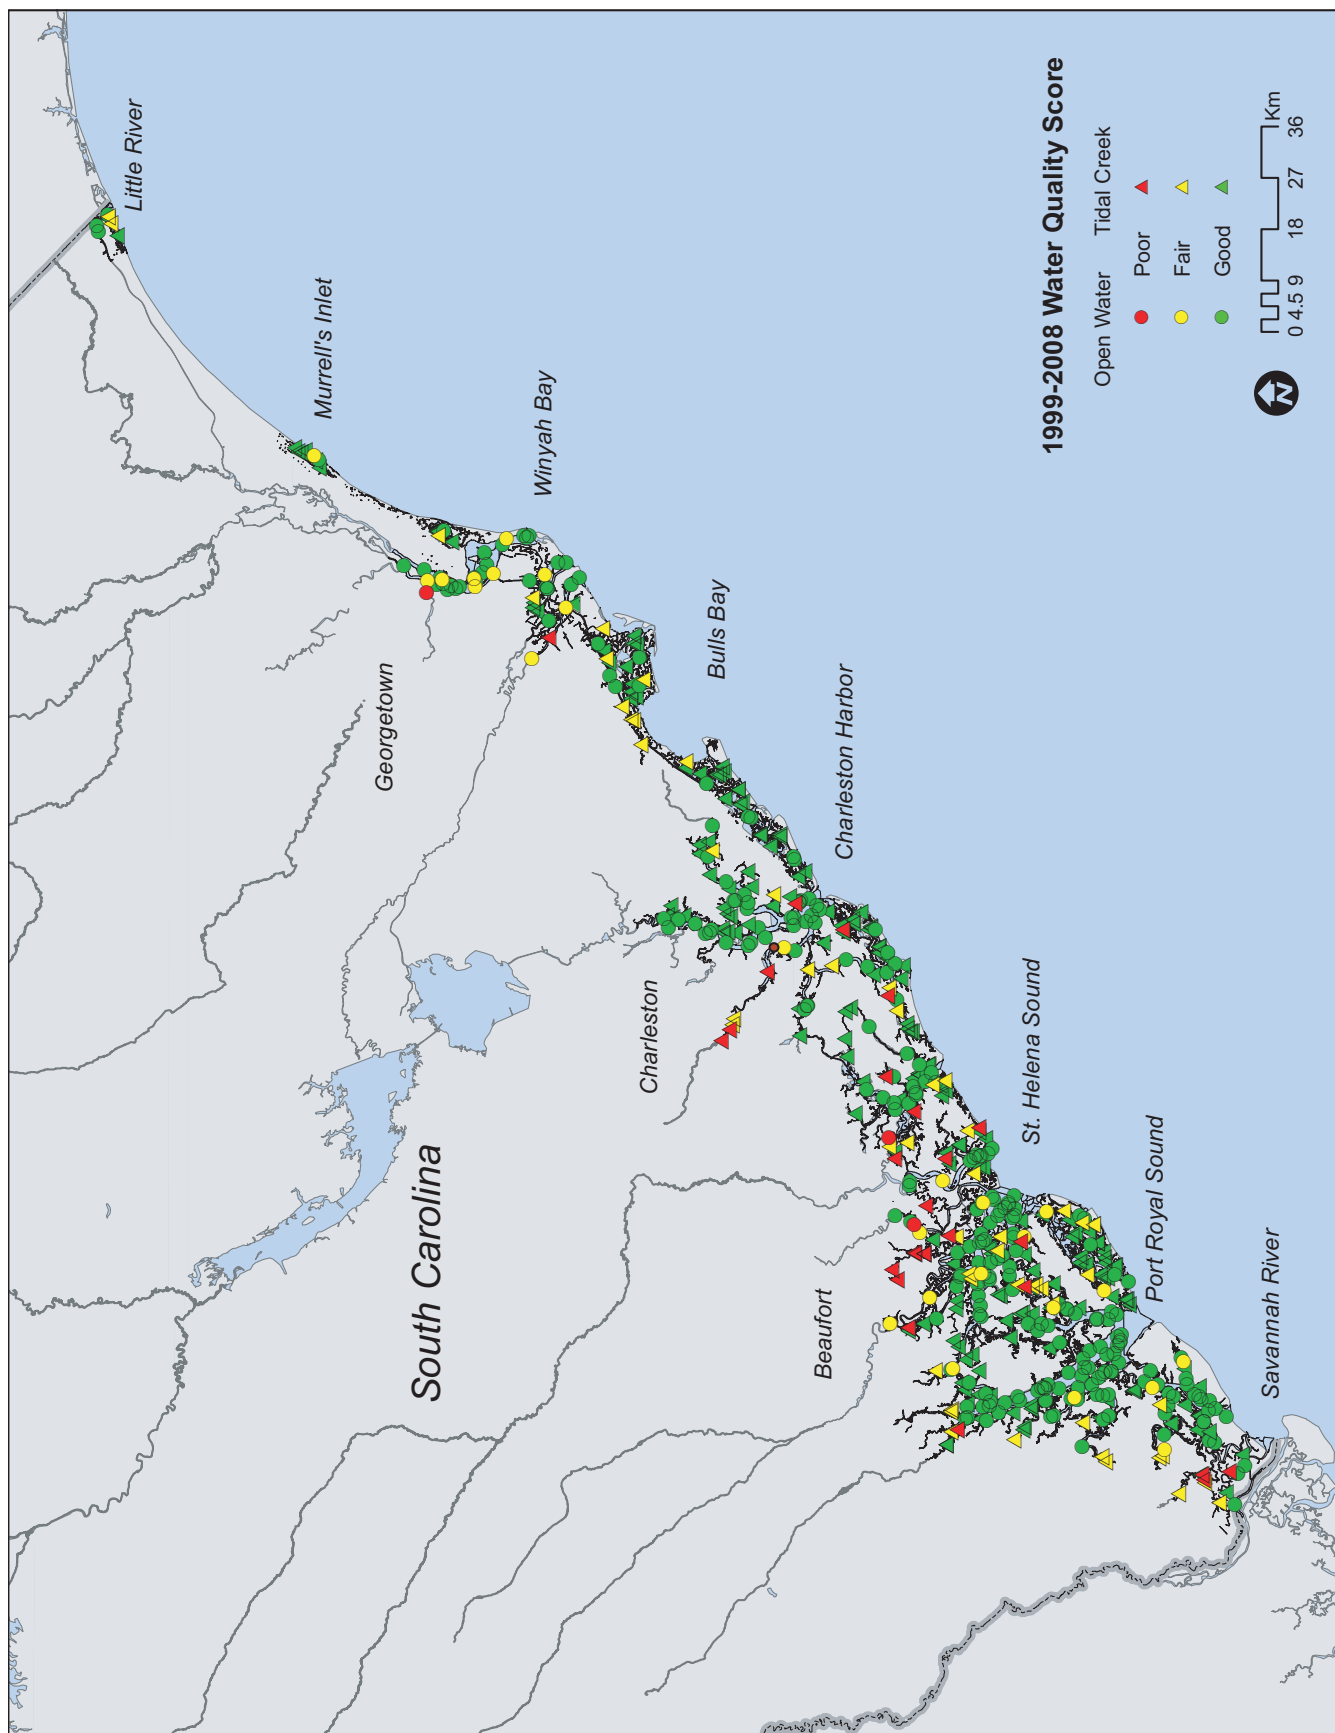 Little River
Murrell's Inlet
Winyah Bay
Georgetown
Bulls Bay
Charleston Harbor
Charleston
St. Helena Sound
South Carolina
Beaufort
Port Royal Sound
Savannah River
1999-2008 Water Quality Score
Open Water Tidal Creek
Poor
Fair
Good
0 4.5 9 18 27 36 Km
N